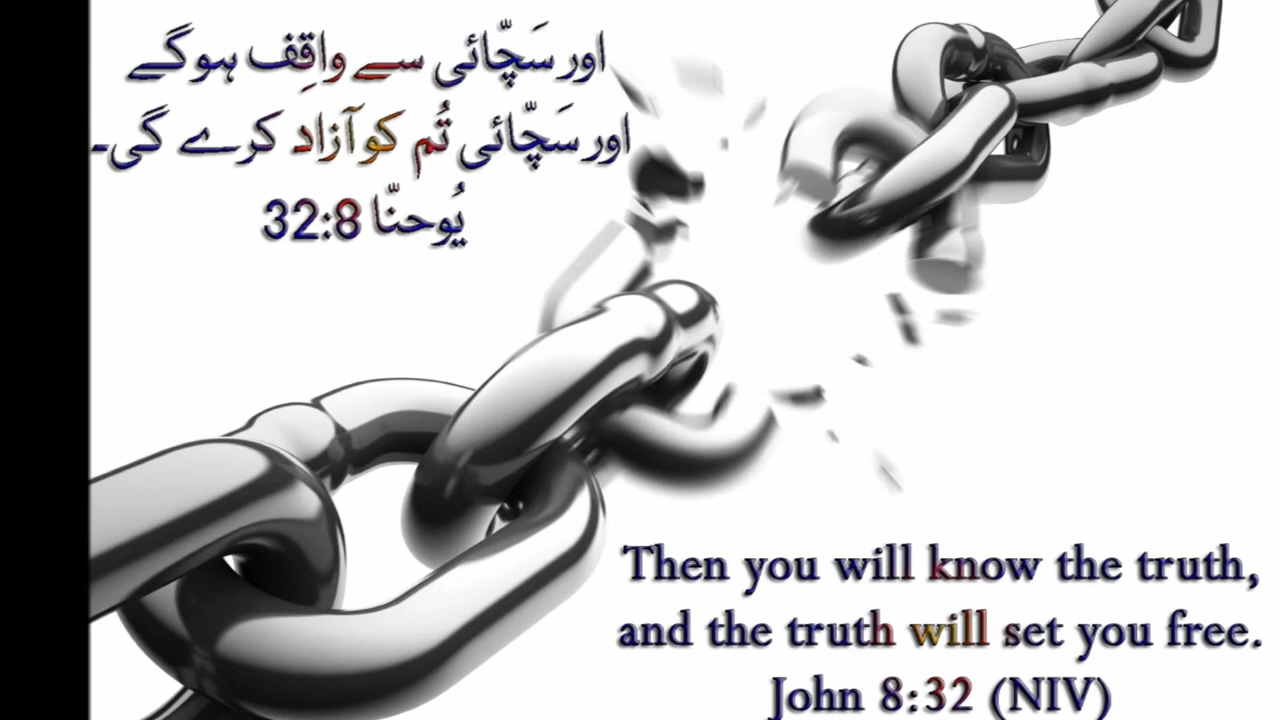 اور سَچّائی سے واقِف ہوگے
اور سَچّائی تُم کو آزاد کرے گی۔
یُوحنّا 32:8
Then you will know the truth,
and the truth will set you free.
John 8:32 (NIV)